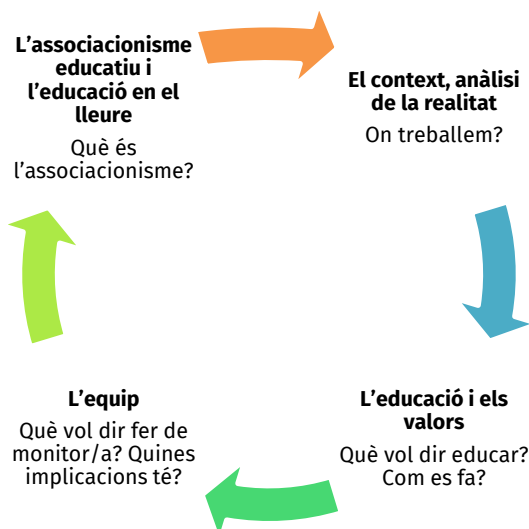 L'associacionisme
educatiu i
l'educació en el
lleure
Què és
l'associacionisme?
El context, anàlisi
de la realitat
On treballem?
L'educació i els
valors
Què vol dir educar?
Com es fa?
L'equip
Què vol dir fer de
monitor/a? Quines
implicacions té?